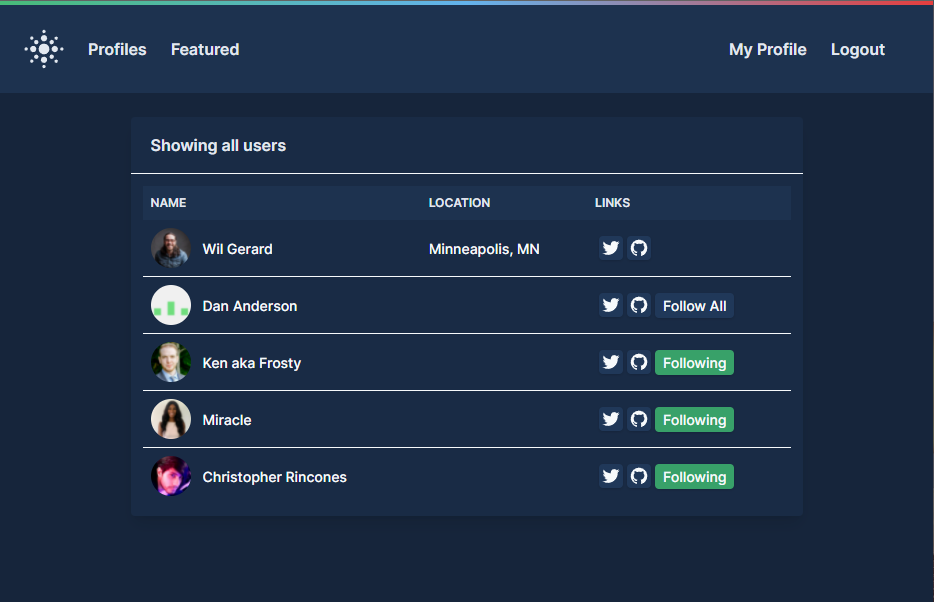 Profiles Featured My Profile Logout
Showing all users
NAME LOCATION LINKS
Wil Gerard Minneapolis, MN
Dan Anderson Follow All
Ken aka Frosty Following
Miracle Following
Christopher Rincones Following